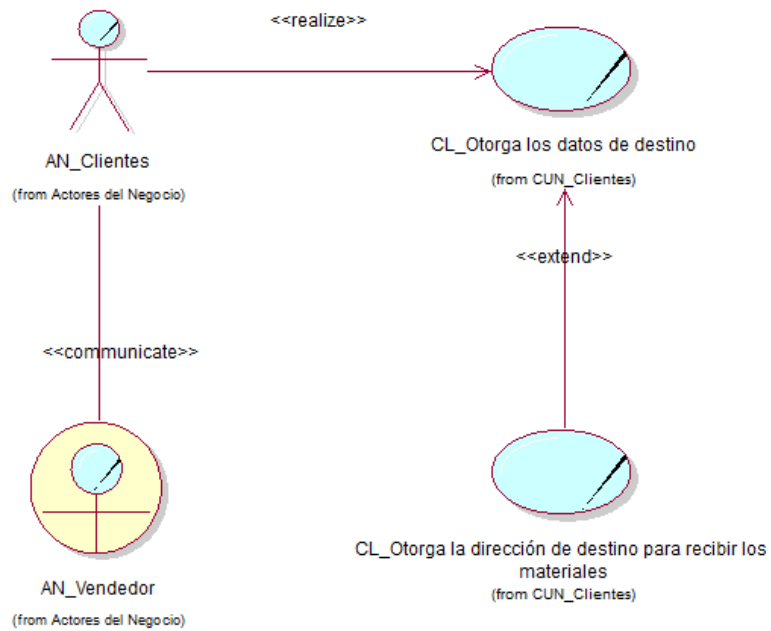 <<realize>>
AN_Clientes
(from Actores del Negocio)
CL_Otorga los datos de destino
(from CUN_Clientes)
<<extend>>
<<communicate>>
AN_Vendedor
(from Actores del Negocio)
CL_Otorga la dirección de destino para recibir los
materiales
(from CUN_Clientes)